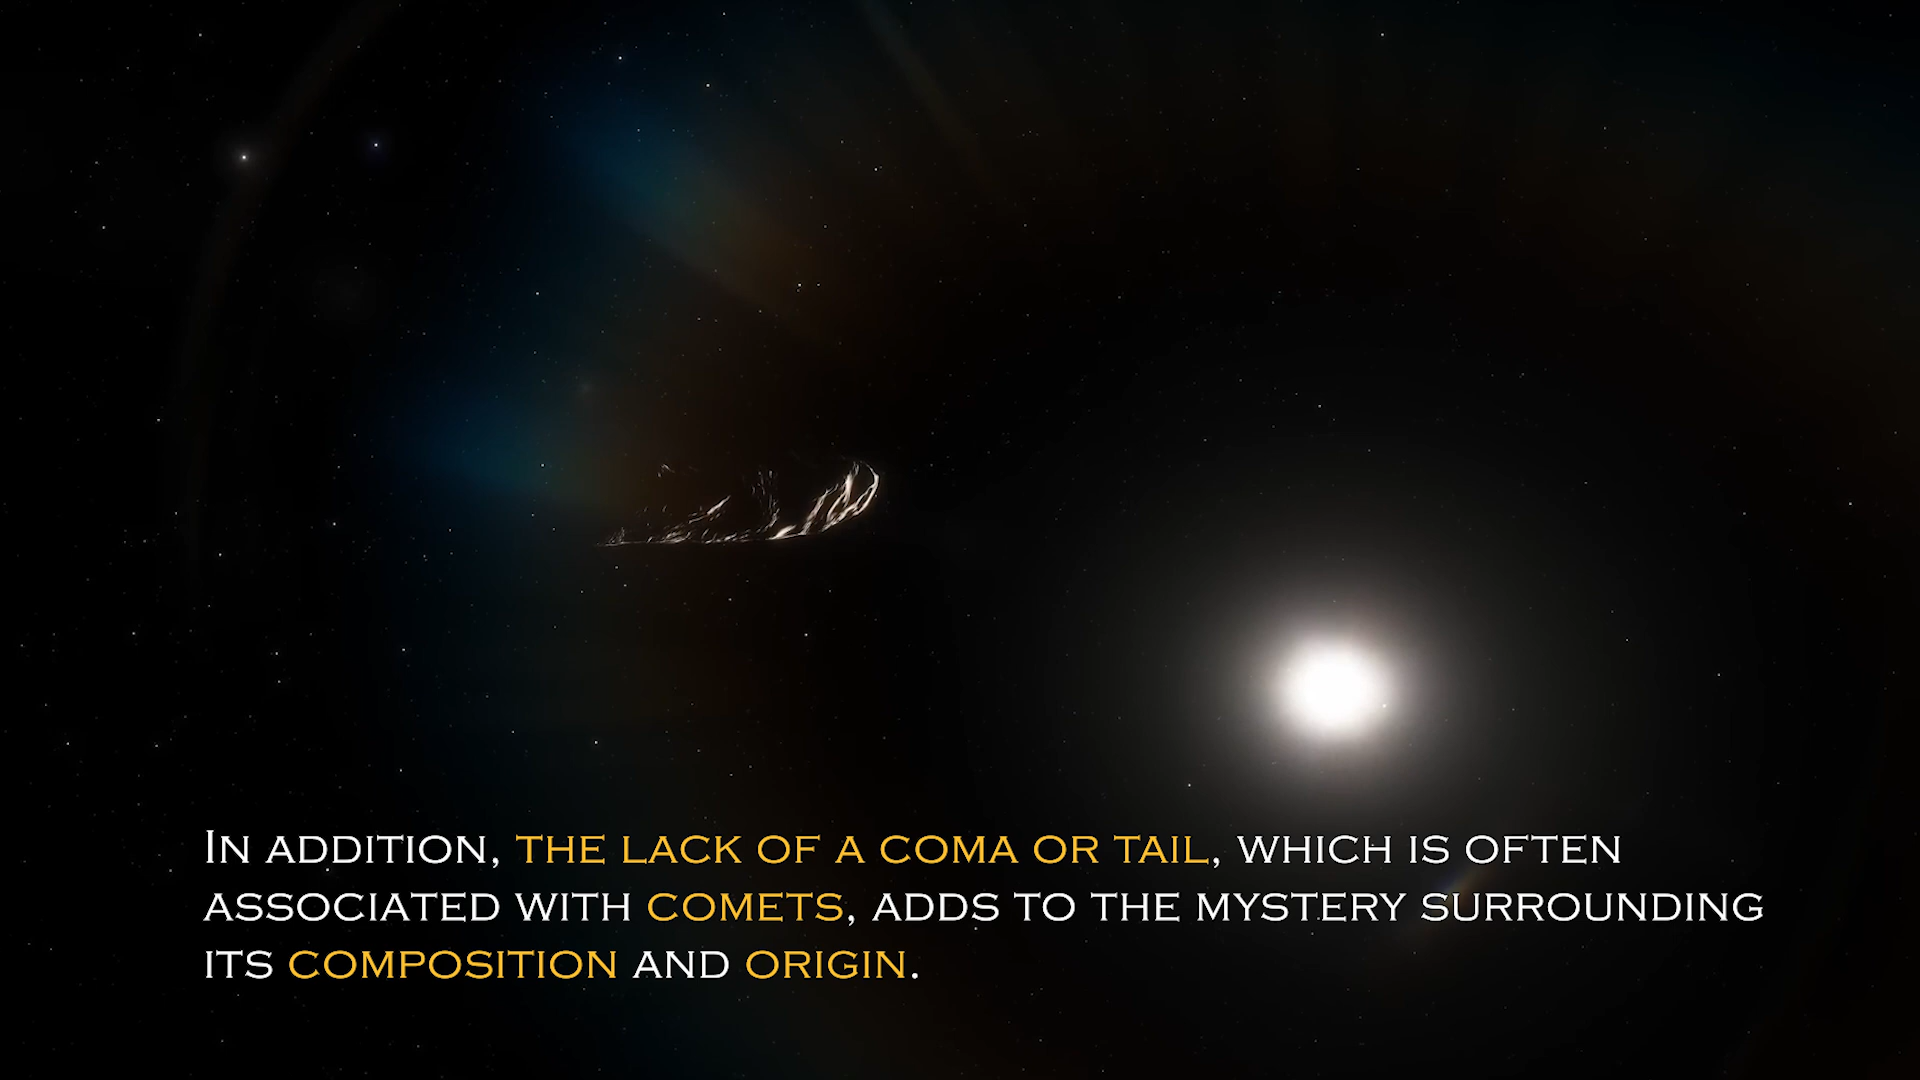 In addition, the lack of a coma or tail, which is often
associated with comets, adds to the mystery surrounding
its composition and origin.